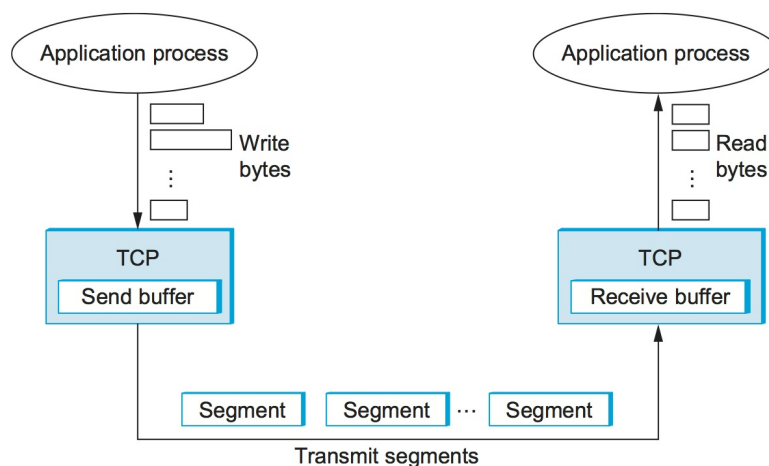 Application process
Application process
Write
bytes
⋮
Read
bytes
⋮
TCP
Send buffer
TCP
Receive buffer
Segment
Segment
...
Segment
Transmit segments